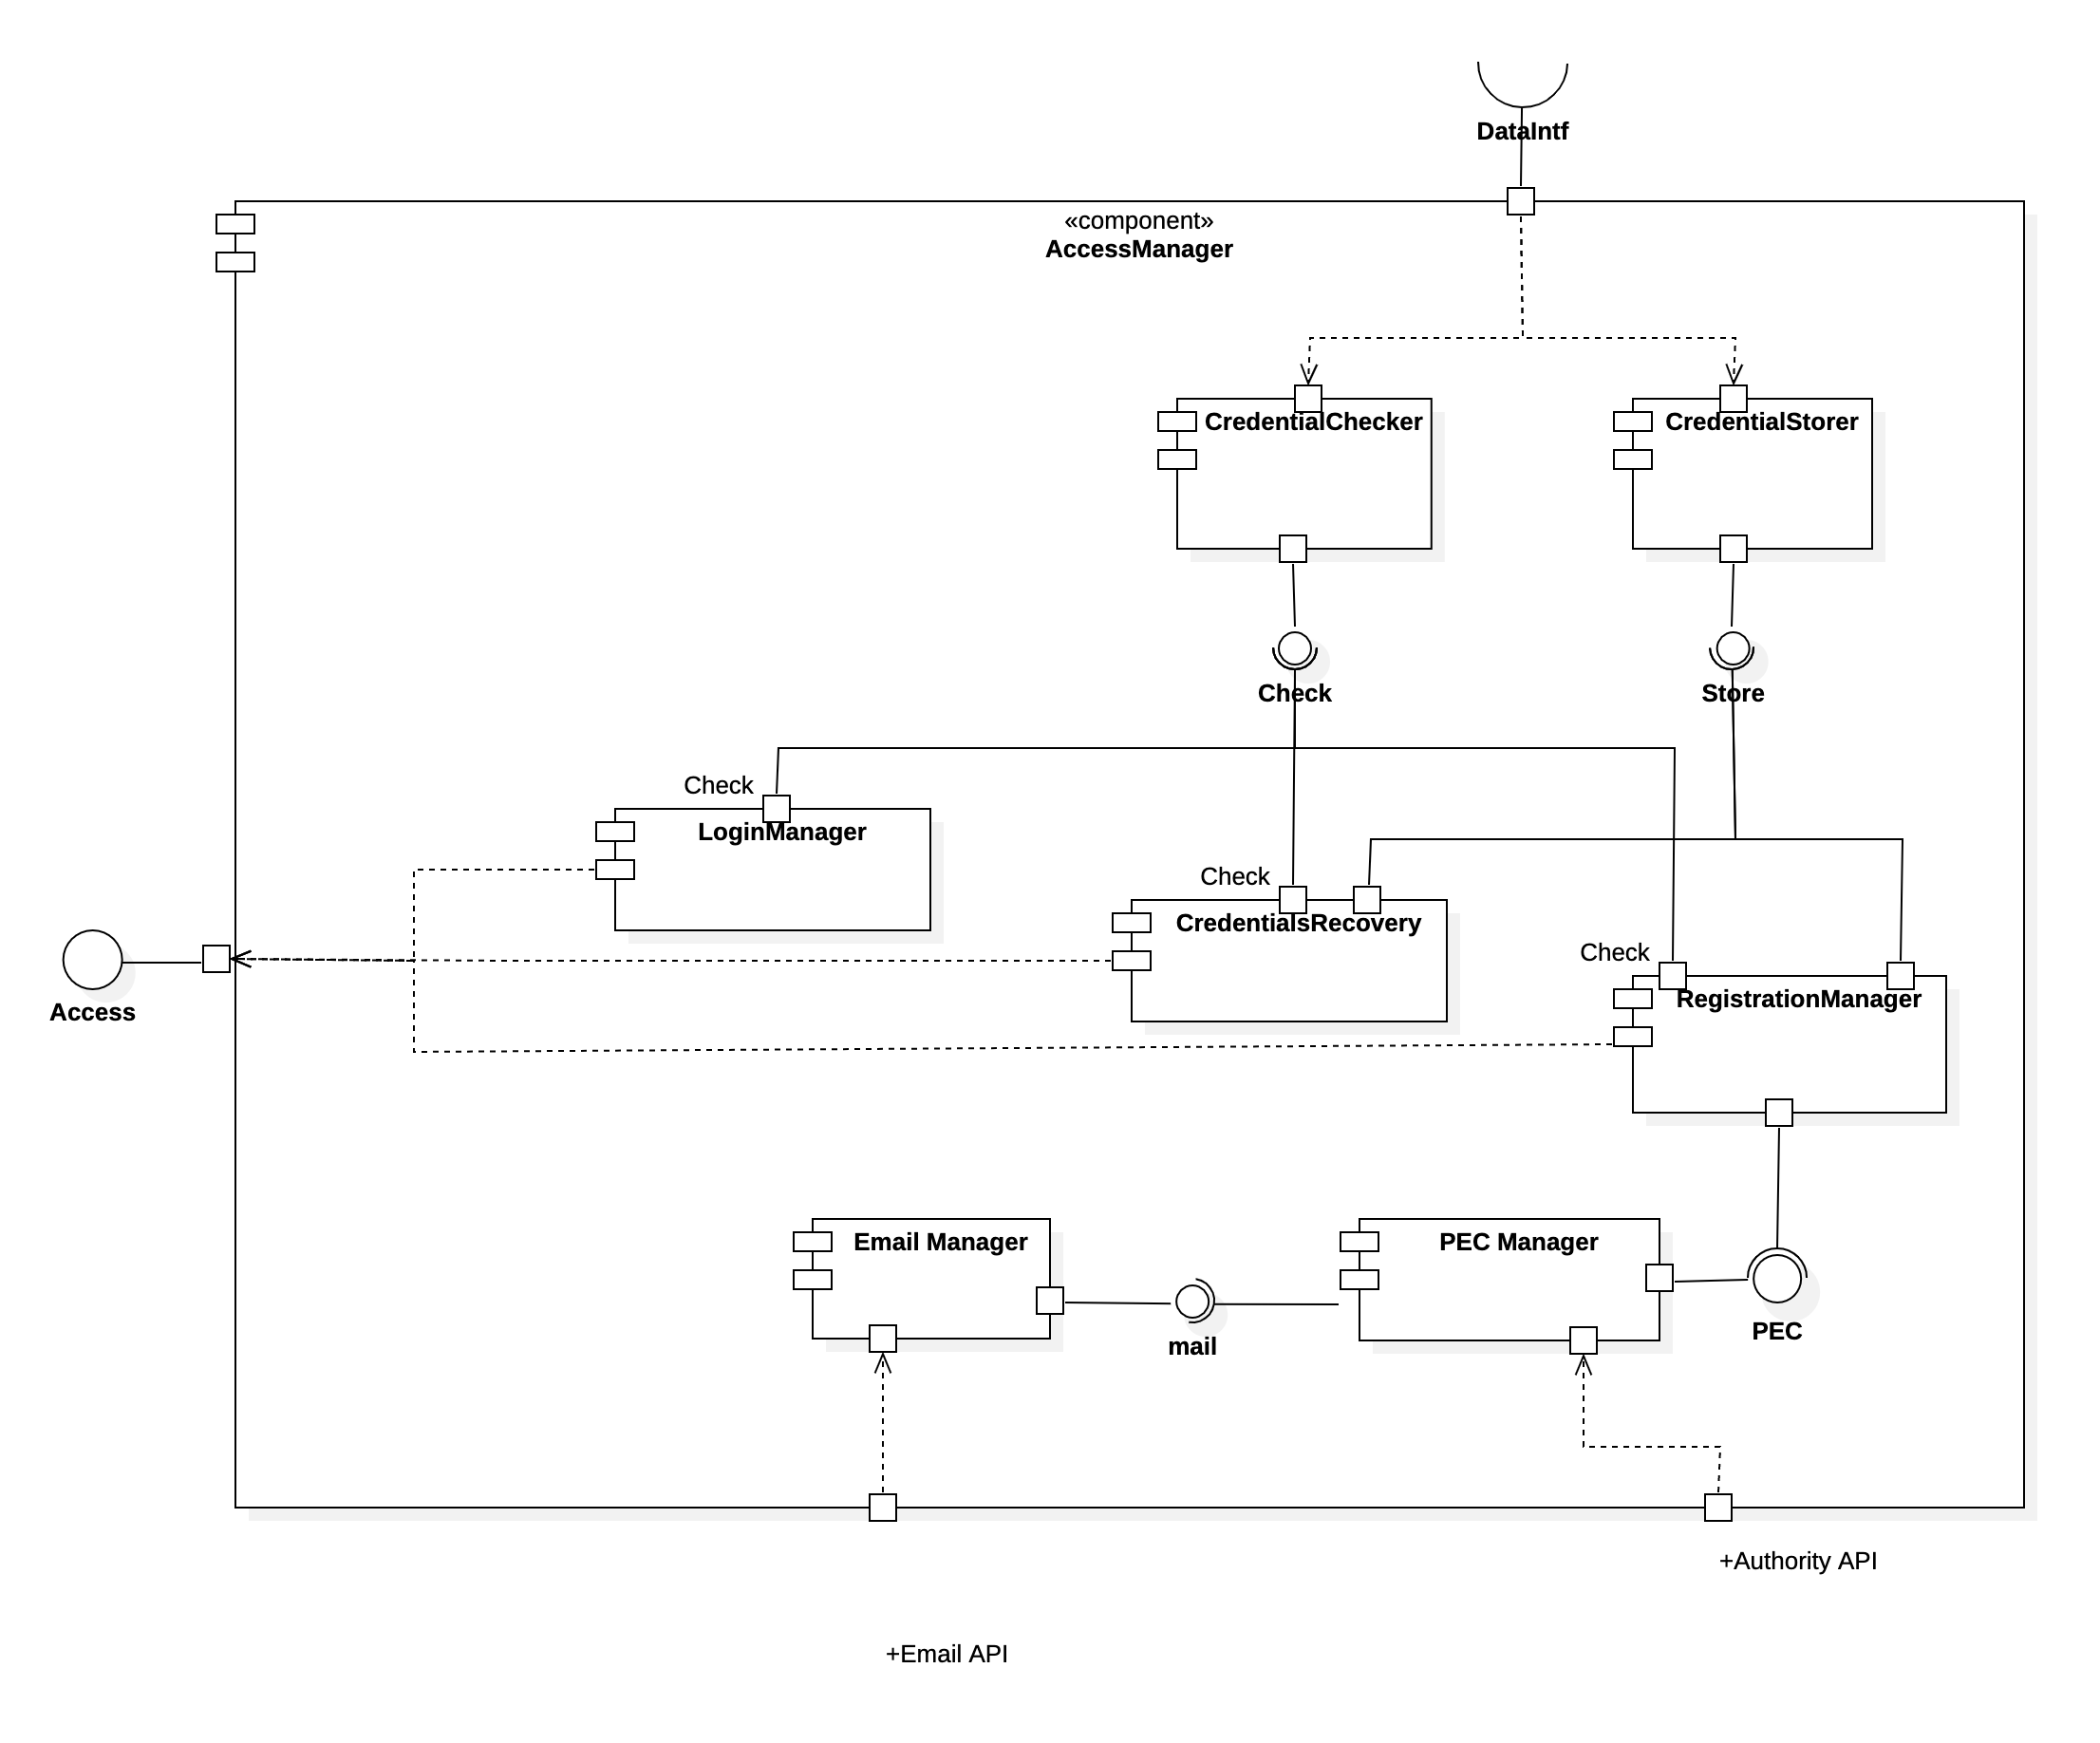 DataIntf
«component»
AccessManager
CredentialChecker
CredentialStorer
Check
Store
Check
LoginManager
Check
CredentialsRecovery
Check
RegistrationManager
Access
Email Manager
PEC Manager
mail
PEC
+Authority API
+Email API